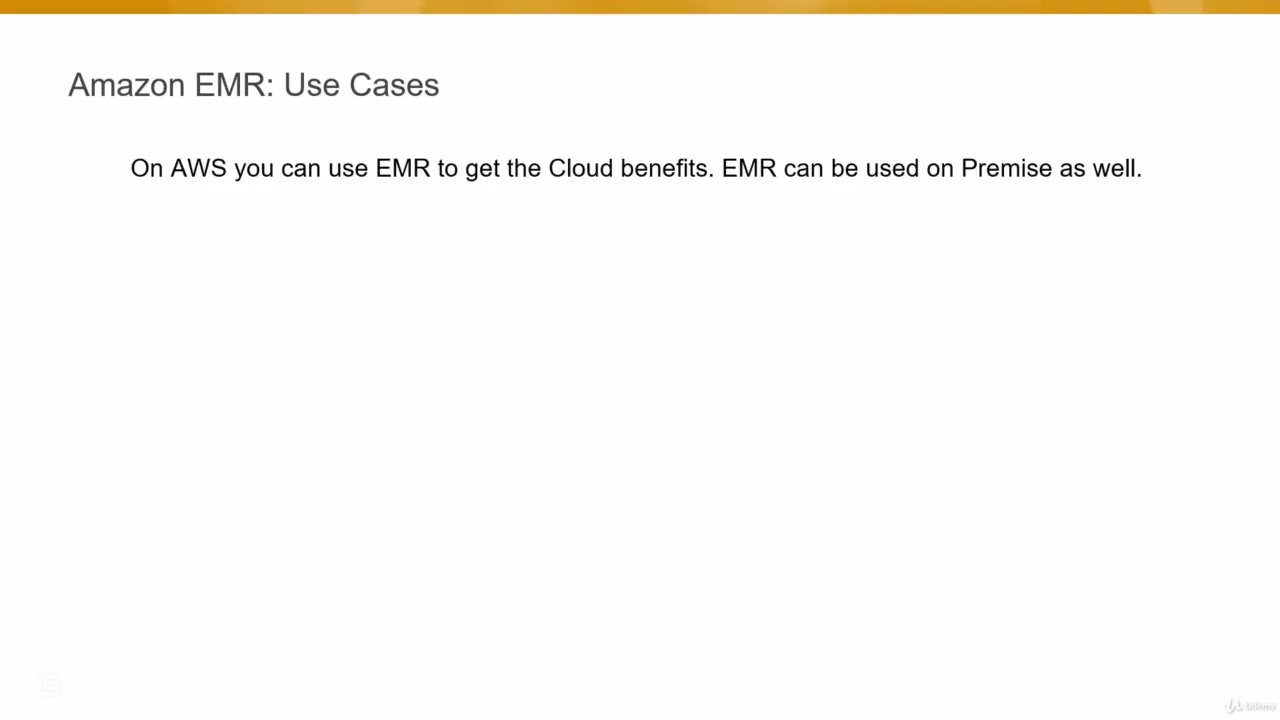 Amazon EMR: Use Cases
On AWS you can use EMR to get the Cloud benefits. EMR can be used on Premise as well.
Udemy